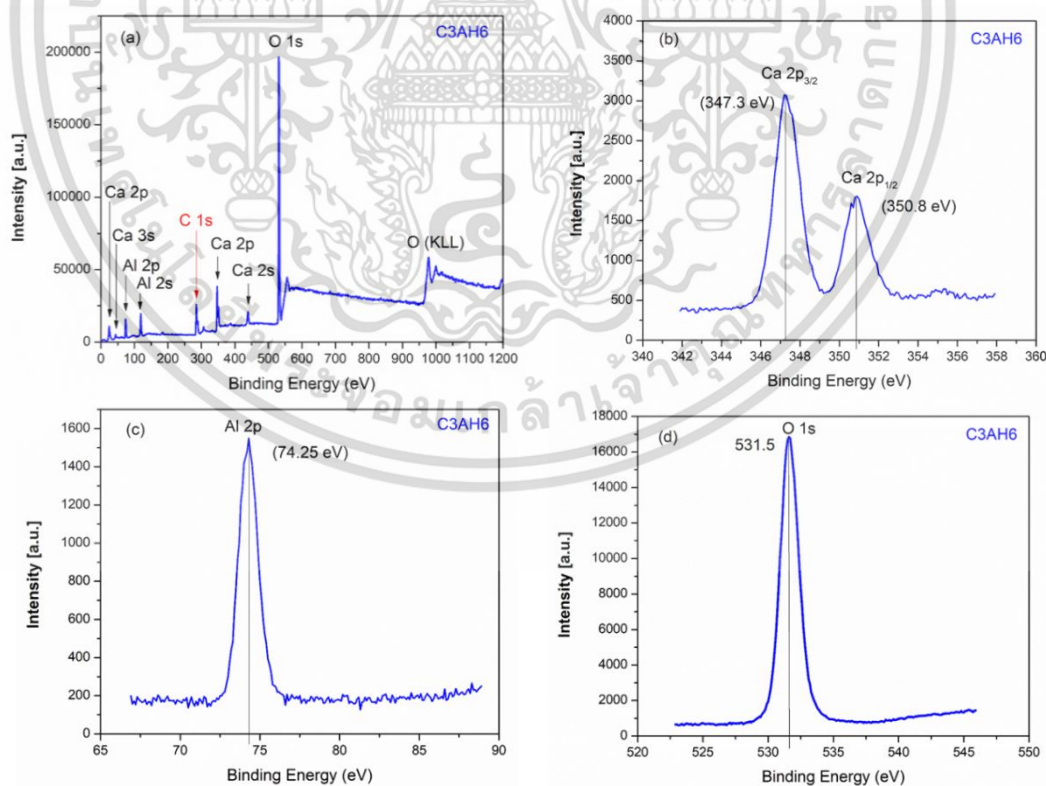 (a)
C3AH6
O 1s
Ca 2p
Ca 3s
Al 2p
Al 2s
C 1s
Ca 2p
Ca 2s
O (KLL)
200000
150000
100000
50000
0
0 100 200 300 400 500 600 700 800 900 1000 1100 1200
Intensity [a.u.]
Binding Energy (eV)
(b)
C3AH6
Ca 2p3/2
(347.3 eV)
Ca 2p1/2
(350.8 eV)
4000
3500
3000
2500
2000
1500
1000
500
0
340 342 344 346 348 350 352 354 356 358 360
Intensity [a.u.]
Binding Energy (eV)
(c)
C3AH6
Al 2p
(74.25 eV)
1600
1400
1200
1000
800
600
400
200
0
65 70 75 80 85 90
Intensity [a.u.]
Binding Energy (eV)
(d)
C3AH6
O 1s
531.5
18000
16000
14000
12000
10000
8000
6000
4000
2000
0
520 525 530 535 540 545 550
Intensity [a.u.]
Binding Energy (eV)